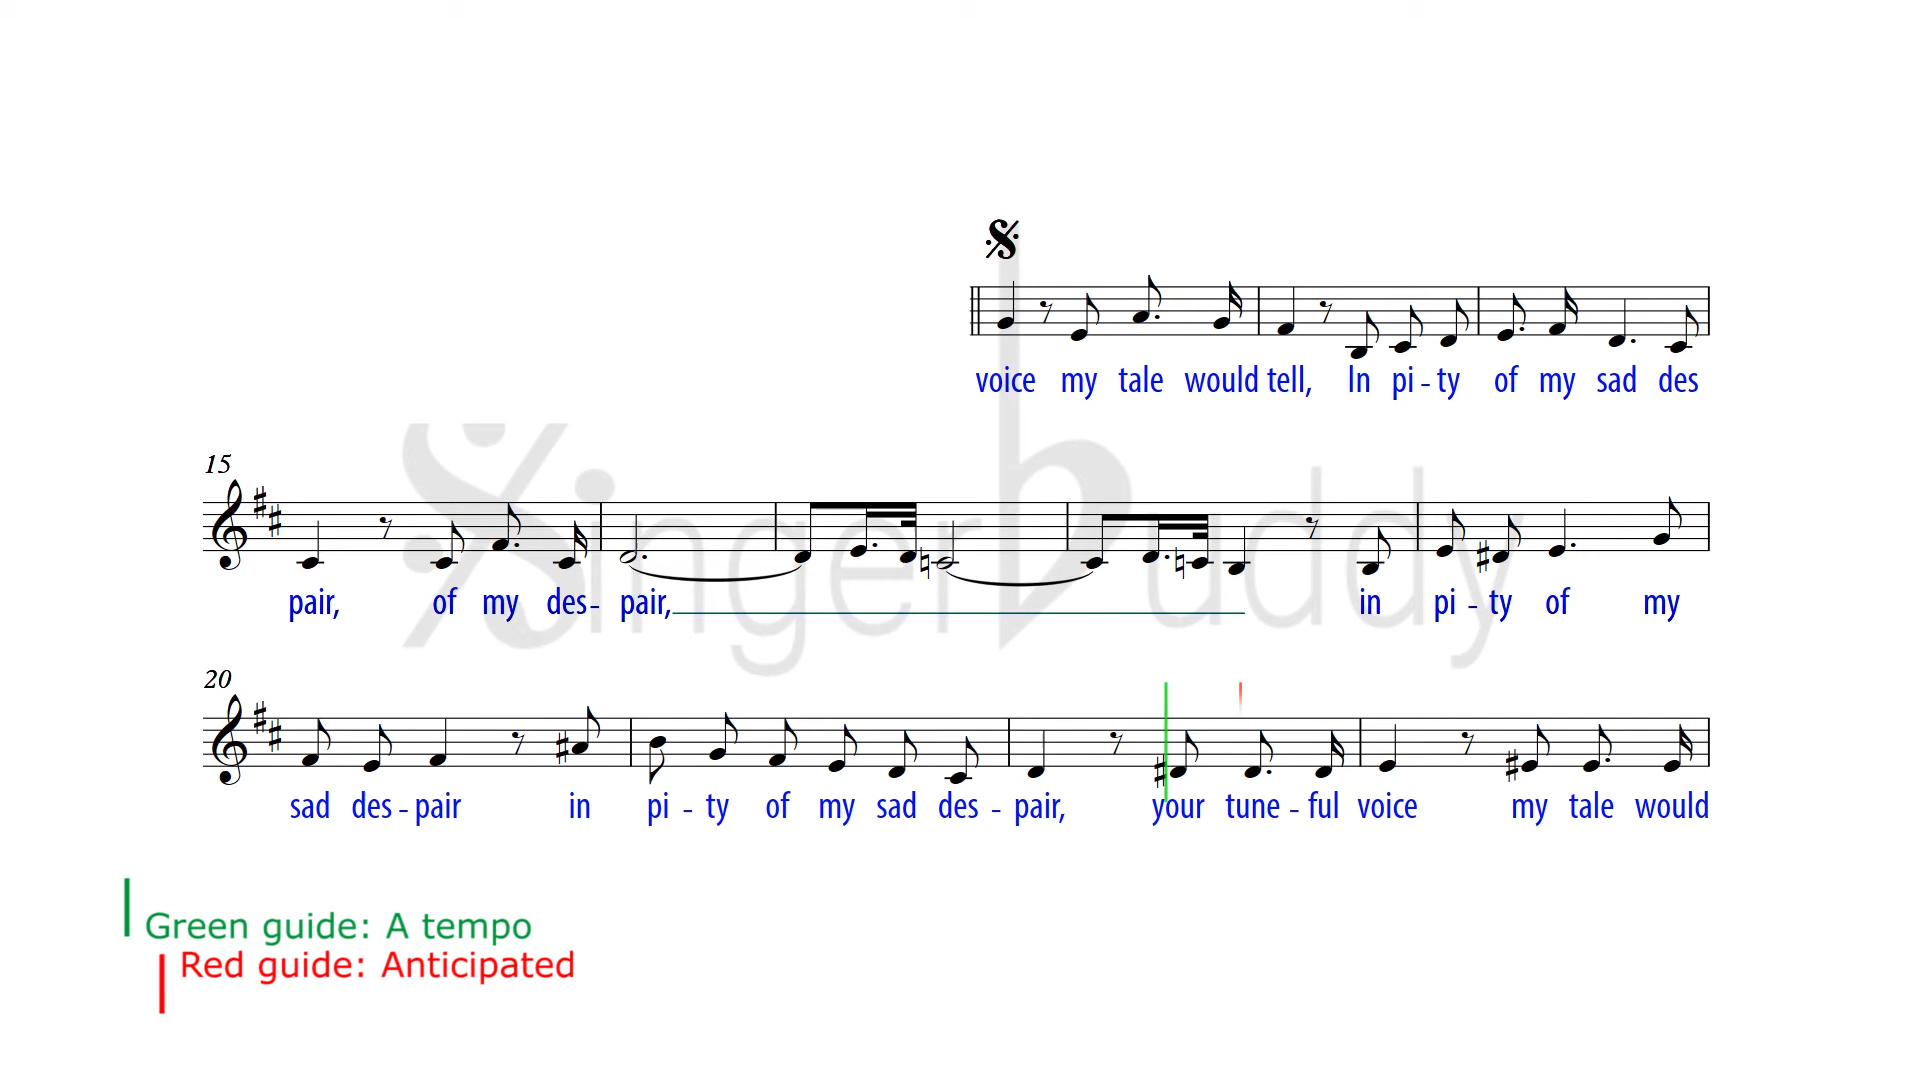 voice my tale would tell, In pi - ty of my sad des
15
pair, of my des- pair,
in pi - ty of my
20
sad des - pair in pi - ty of my sad des - pair, your tune - ful voice my tale would
Singer buddy
Green guide: A tempo
Red guide: Anticipated